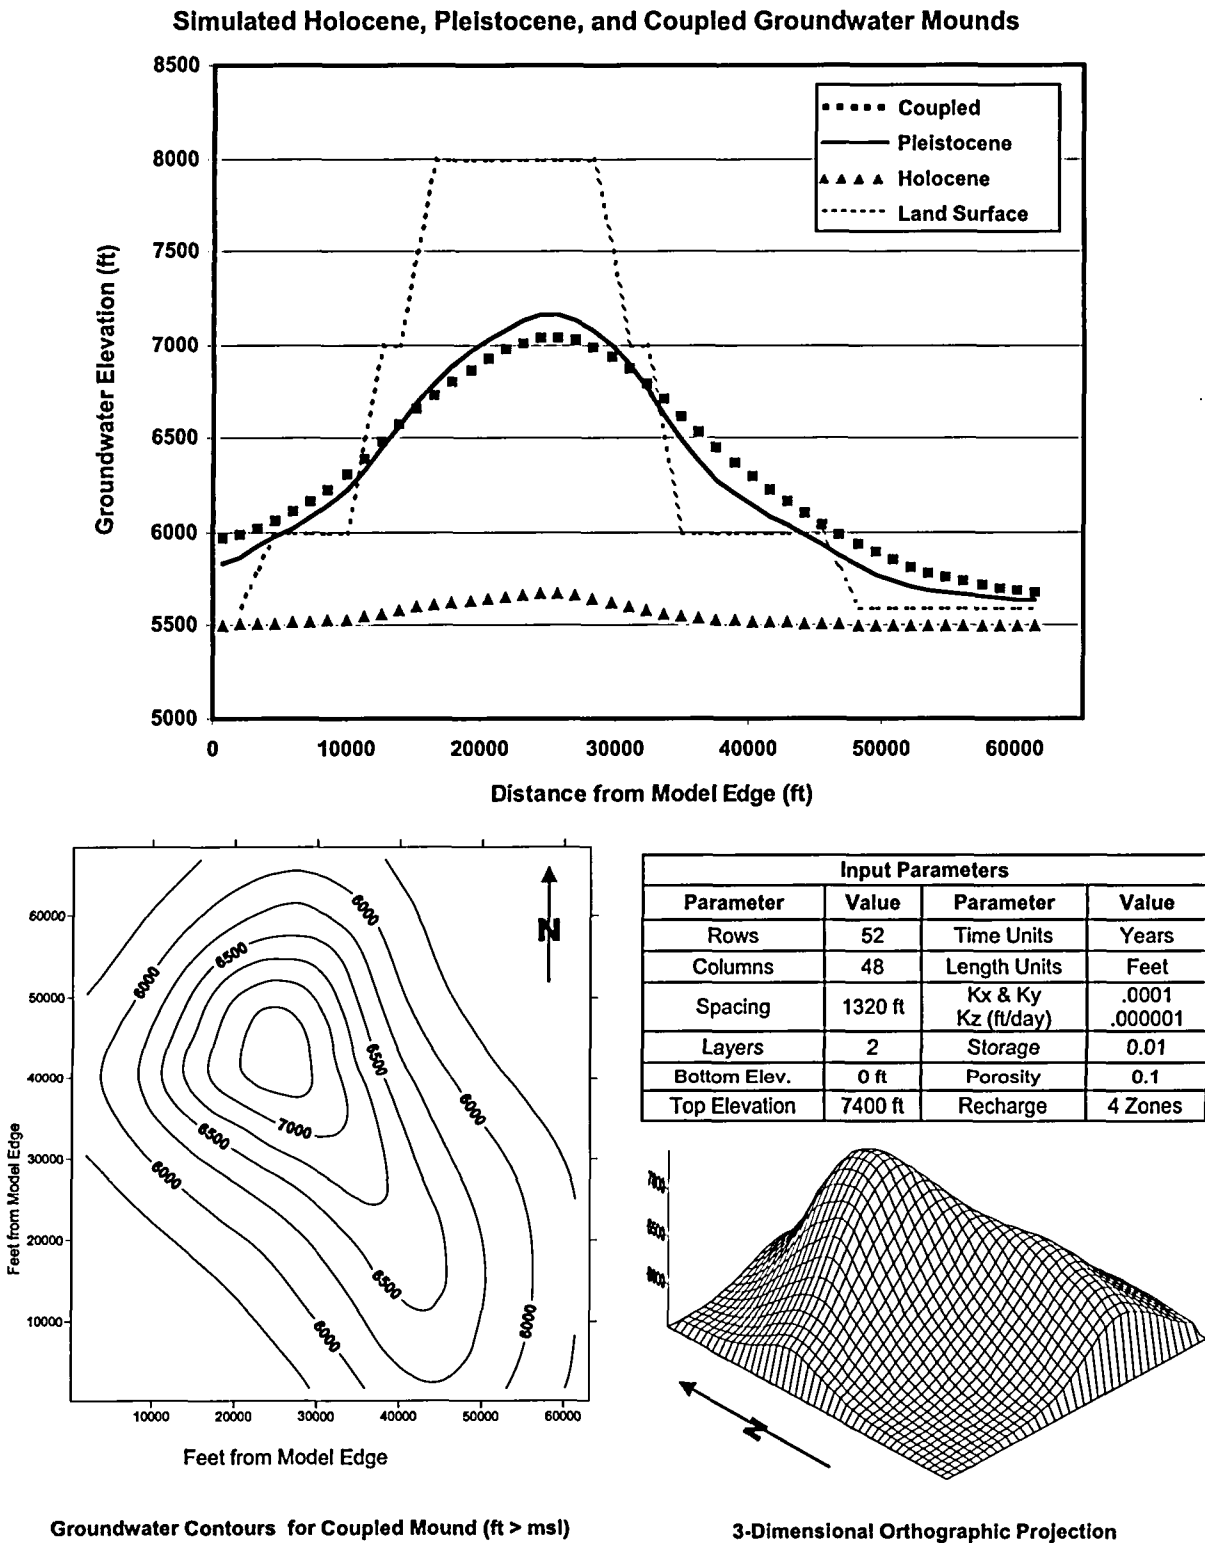 Simulated Holocene, Pleistocene, and Coupled Groundwater Mounds
8500
8000
7500
7000
6500
6000
5500
5000
Groundwater Elevation (ft)
Coupled
Pleistocene
Holocene
Land Surface
0 10000 20000 30000 40000 50000 60000
Distance from Model Edge (ft)
60000
50000
40000
30000
20000
10000
Feet from Model Edge
6000
6000
6500
6500
6000
7000
6500
6000
6500
6000
6000
N
10000 20000 30000 40000 50000 60000
Feet from Model Edge
Groundwater Contours for Coupled Mound (ft > msl)
Input Parameters
Parameter Value Parameter Value
Rows 52 Time Units Years
Columns 48 Length Units Feet
Spacing 1320 ft Kx & Ky .0001
Kz (ft/day) .000001
Layers 2 Storage 0.01
Bottom Elev. 0 ft Porosity 0.1
Top Elevation 7400 ft Recharge 4 Zones
N
3-Dimensional Orthographic Projection